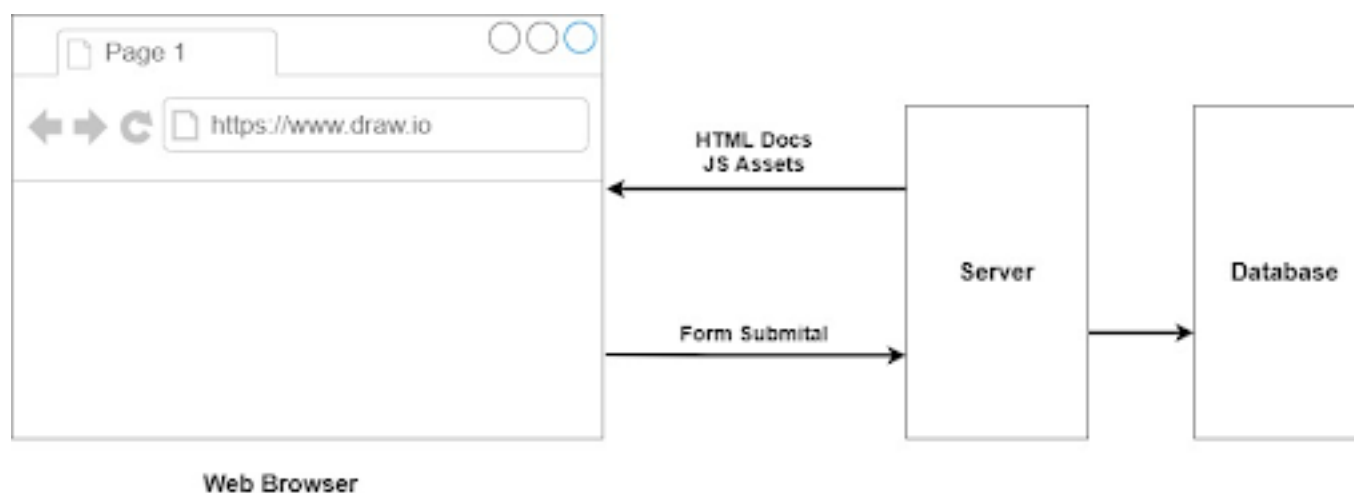 Page 1
https://www.draw.io
HTML Docs
JS Assets
Server
Database
Form Submital
Web Browser